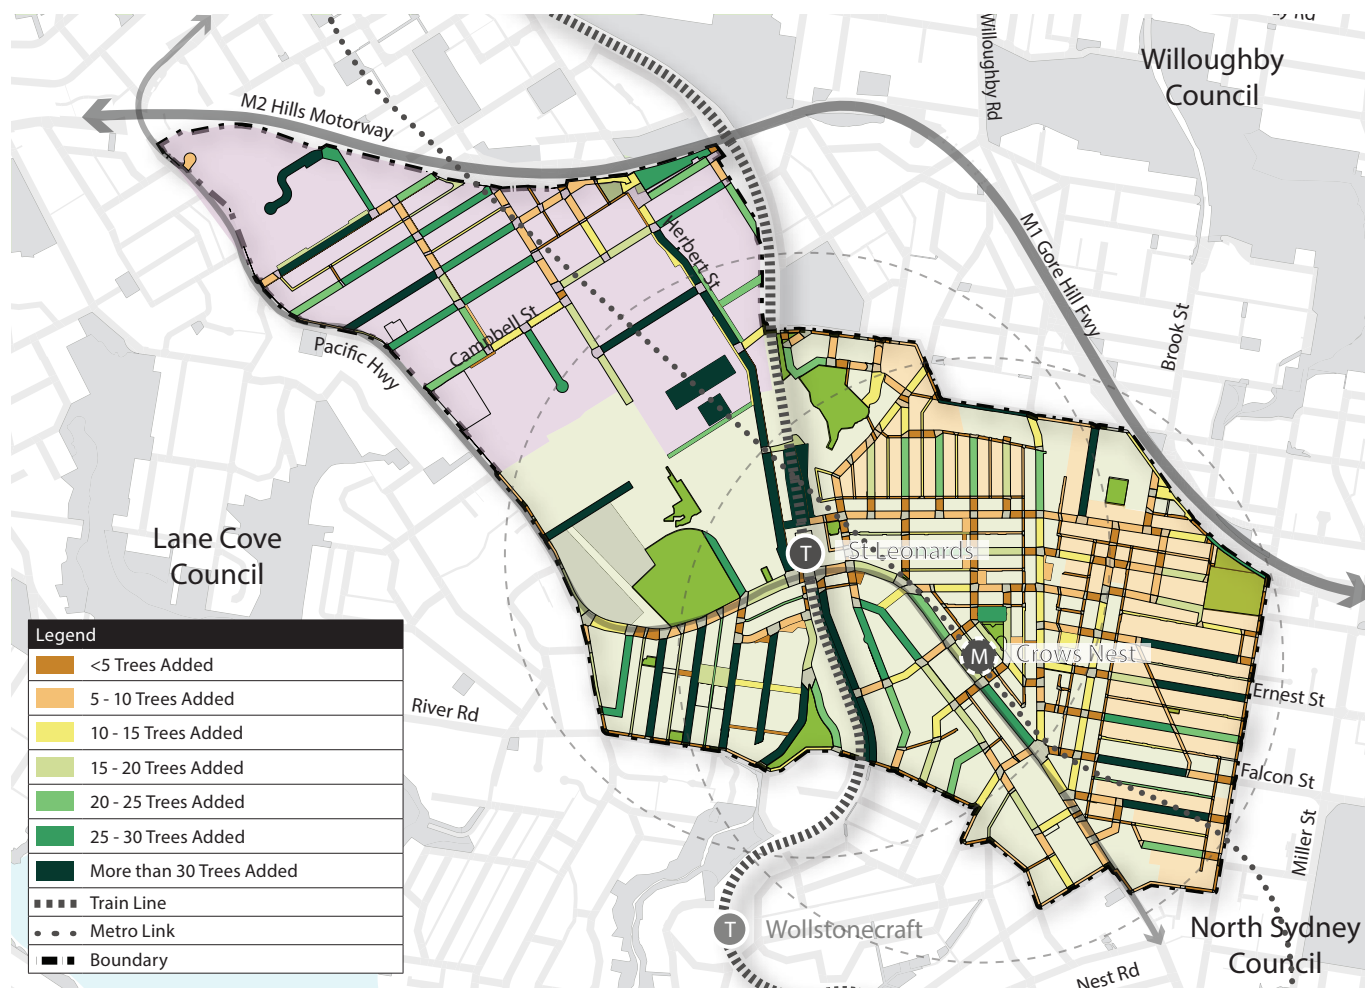 Willoughby Rd
Willoughby
Council
M2 Hills Motorway
M1 Gore Hill Fwy
Herbert St
Brook St
Campbell St
Pacific Hwy
Lane Cove
Council
T
St Leonards
M
Crows Nest
Legend
<5 Trees Added
5 - 10 Trees Added
10 - 15 Trees Added
15 - 20 Trees Added
20 - 25 Trees Added
25 - 30 Trees Added
More than 30 Trees Added
Train Line
Metro Link
Boundary
River Rd
Ernest St
Falcon St
Miller St
T
Wollstonecraft
North Sydney
Council
Nest Rd